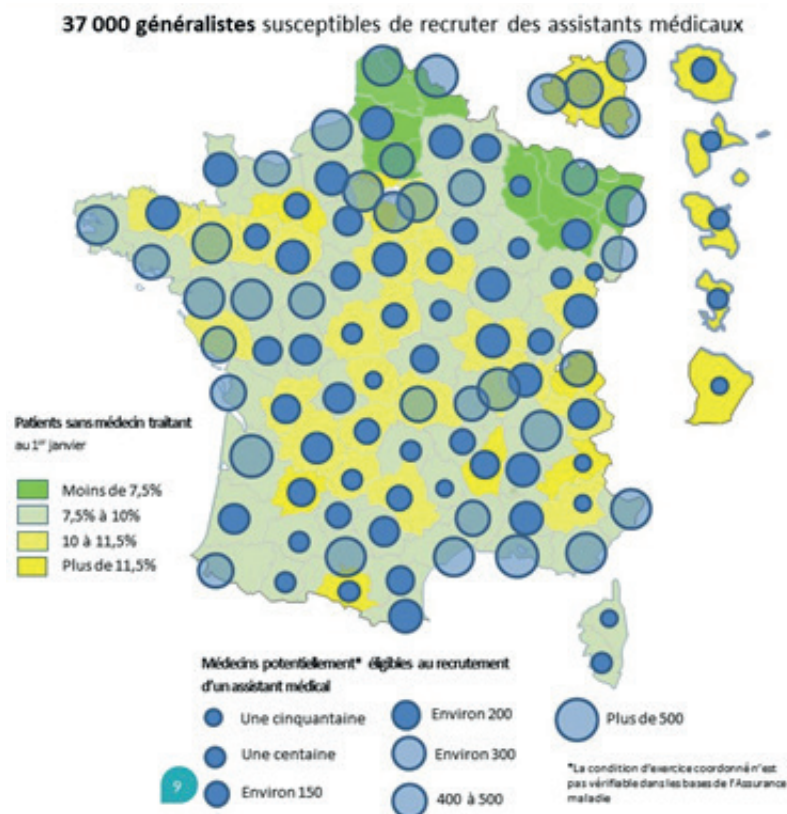 37 000 généralistes susceptibles de recruter des assistants médicaux
Patients sans médecin traitant
au 1er janvier
Moins de 7,5%
7,5% à 10%
10 à 11,5%
Plus de 11,5%
Médecins potentiellement* éligibles au recrutement
d'un assistant médical
Une cinquantaine
Une centaine
Environ 150
Environ 200
Environ 300
400 à 500
Plus de 500
*La condition d'exercice coordonné n'est
pas vérifiable dans les bases de l'Assurance
maladie
9